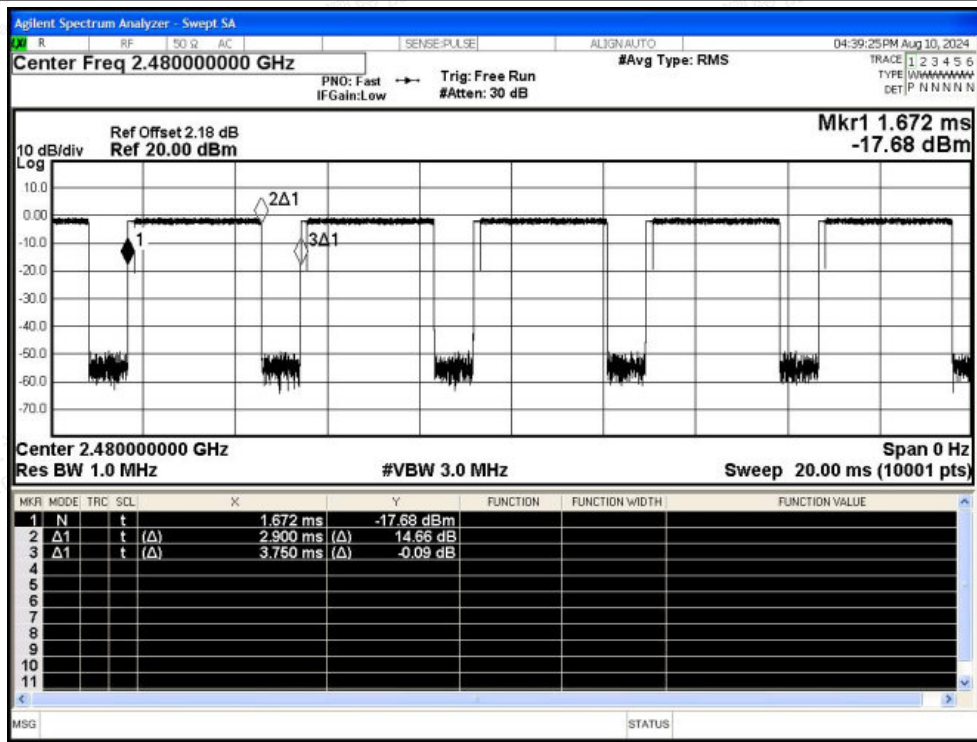 Agilent Spectrum Analyzer - Swept SA
LXI R RF 50 Ω AC SENSE:PULSE ALIGNAUTO 04:39:25PM Aug 10, 2024
Center Freq 2.480000000 GHz
#Avg Type: RMS
TRACE 1 2 3 4 5 6
PNO: Fast Trig: Free Run
TYPE
IFGain:Low #Atten: 30 dB
DET P N N N N N
Mkr1 1.672 ms
-17.68 dBm
Ref Offset 2.18 dB
10 dB/div Ref 20.00 dBm
Log
10.0
0.00
-10.0
-20.0
-30.0
-40.0
-50.0
-60.0
-70.0
2Δ1
1
3Δ1
Center 2.480000000 GHz Span 0 Hz
Res BW 1.0 MHz #VBW 3.0 MHz Sweep 20.00 ms (10001 pts)
MKR MODE TRC SCL X Y FUNCTION FUNCTION WIDTH FUNCTION VALUE
1 N t 1.672 ms -17.68 dBm
2 Δ1 t (Δ) 2.900 ms (Δ) 14.66 dB
3 Δ1 t (Δ) 3.750 ms (Δ) -0.09 dB
4
5
6
7
8
9
10
11
MSG STATUS